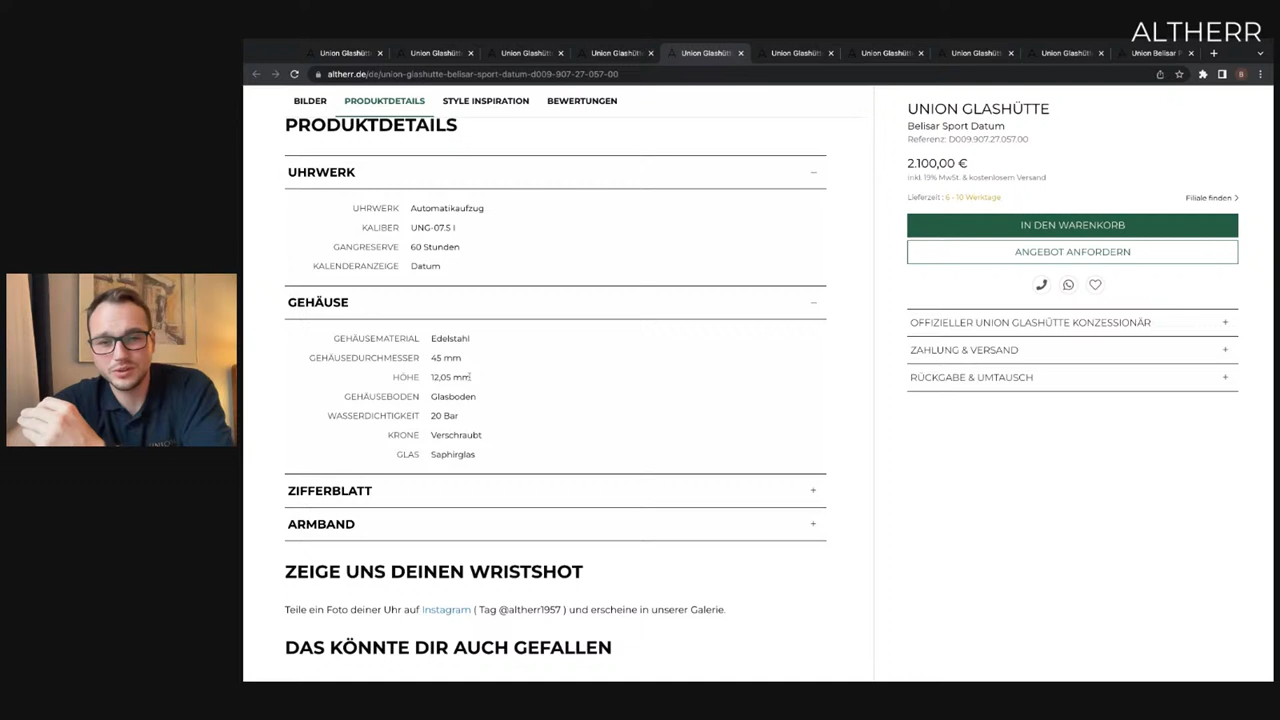 ALTHERR
Union Glashütte
Union Glashütt
Union Glashütt
Union Glashütt
Union Glashütt
Union Glashütt
Union Glashütt
Union Glashütt
Union Glashütt
Union Belisar
altherr.de/de/union-glashutte-belisar-sport-datum-d009-907-27-057-00
BILDER
PRODUKTDETAILS
STYLE INSPIRATION
BEWERTUNGEN
PRODUKTDETAILS
UHRWERK
UHRWERK Automatikaufzug
KALIBER UNG-07.S I
GANGRESERVE 60 Stunden
KALENDERANZEIGE Datum
GEHÄUSE
GEHÄUSEMATERIAL Edelstahl
GEHÄUSEDURCHMESSER 45 mm
HÖHE 12,05 mm
GEHÄUSEBODEN Glasboden
WASSERDICHTIGKEIT 20 Bar
KRONE Verschraubt
GLAS Saphirglas
ZIFFERBLATT
ARMBAND
ZEIGE UNS DEINEN WRISTSHOT
Teile ein Foto deiner Uhr auf Instagram ( Tag @altherr1957 ) und erscheine in unserer Galerie.
DAS KÖNNTE DIR AUCH GEFALLEN
UNION GLASHÜTTE
Belisar Sport Datum
Referenz: D009.907.27.057.00
2.100,00 €
inkl. 19% MwSt. & kostenlosem Versand
Lieferzeit : 6 - 10 Werktage
Filiale finden
IN DEN WARENKORB
ANGEBOT ANFORDERN
OFFIZIELLER UNION GLASHÜTTE KONZESSIONÄR
ZAHLUNG & VERSAND
RÜCKGABE & UMTAUSCH